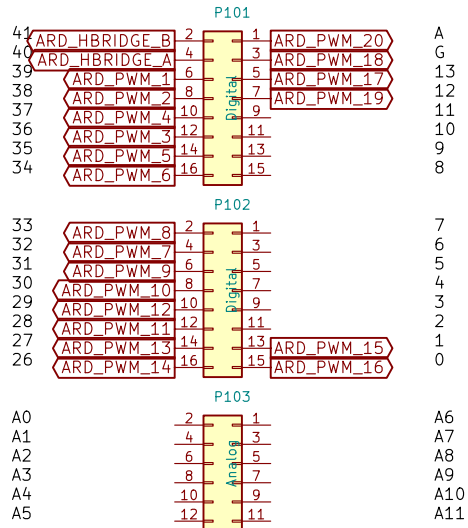 P101
41 ARD_HBRIDGE_B 2 1 ARD_PWM_20 A
40 ARD_HBRIDGE_A 4 3 ARD_PWM_18 G
39 ARD_PWM_1 6 5 ARD_PWM_17 13
38 ARD_PWM_2 8 7 ARD_PWM_19 12
37 ARD_PWM_4 10 9 11
36 ARD_PWM_3 12 11 10
35 ARD_PWM_5 14 13 9
34 ARD_PWM_6 16 15 8
Digital
P102
33 ARD_PWM_8 2 1 7
32 ARD_PWM_7 4 3 6
31 ARD_PWM_9 6 5 5
30 ARD_PWM_10 8 7 4
29 ARD_PWM_12 10 9 3
28 ARD_PWM_11 12 11 2
27 ARD_PWM_13 14 13 ARD_PWM_15 1
26 ARD_PWM_14 16 15 ARD_PWM_16 0
Digital
P103
A0 2 1 A6
A1 4 3 A7
A2 6 5 A8
A3 8 7 A9
A4 10 9 A10
A5 12 11 A11
Analog